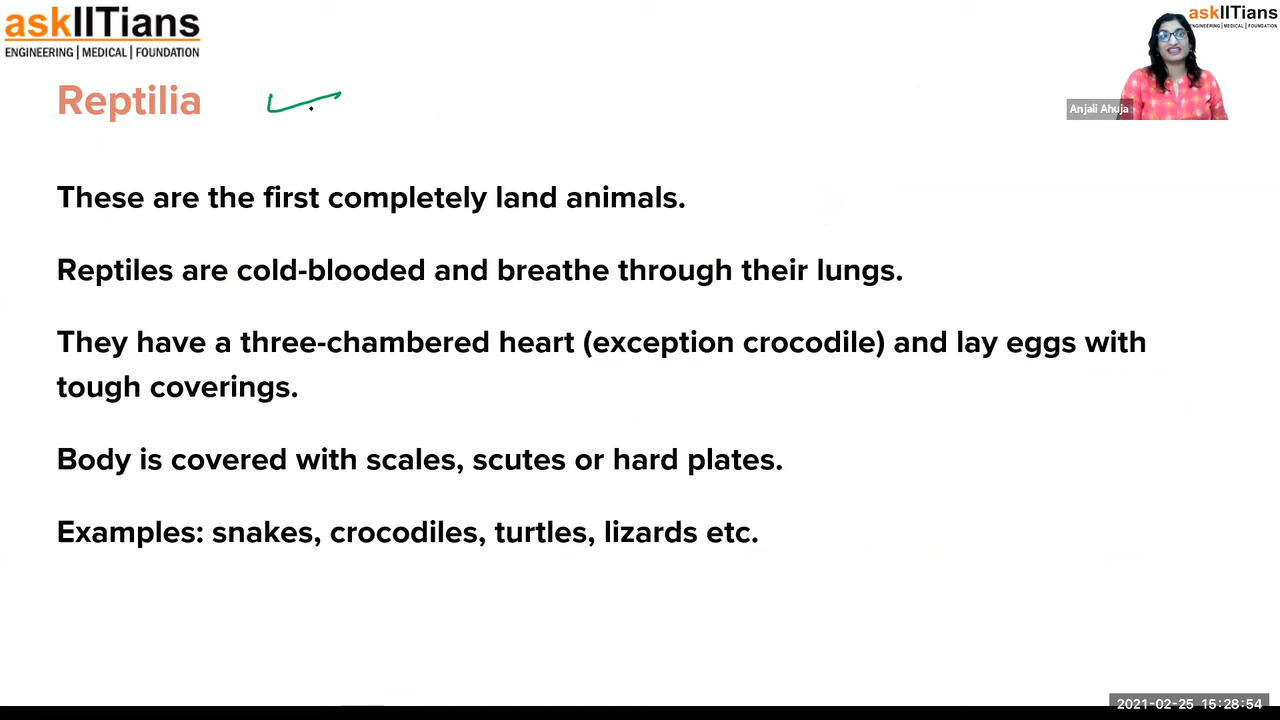 askIITians
ENGINEERING | MEDICAL | FOUNDATION
askIITians
ENGINEERING | MEDICAL | FOUNDATION
Anjali Ahuja
Reptilia
These are the first completely land animals.
Reptiles are cold-blooded and breathe through their lungs.
They have a three-chambered heart (exception crocodile) and lay eggs with
tough coverings.
Body is covered with scales, scutes or hard plates.
Examples: snakes, crocodiles, turtles, lizards etc.
2021-02-25 15:28:54